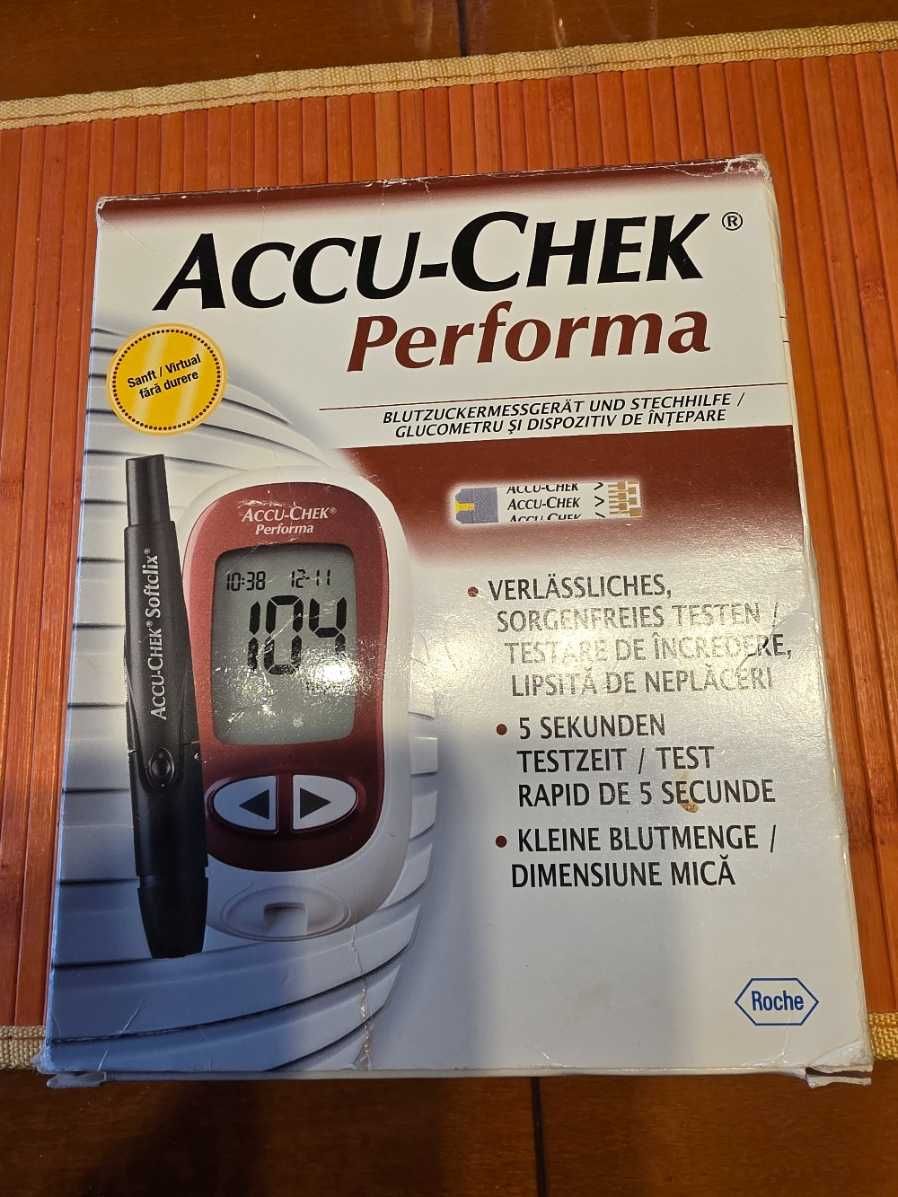 ACCU-CHEK®
Performa
Sanft / Virtual
fără durere
BLUTZUCKERMESSGERÄT UND STECHHILFE /
GLUCOMETRU ŞI DISPOZITIV DE ÎNŢEPARE
ACCU-CHEK
ACCU-CHEK
ACCU-CHEK
ACCU-CHEK®
Performa
10:38 12-11
104
ACCU-CHEK® Softclix®
• VERLÄSSLICHES,
SORGENFREIES TESTEN /
TESTARE DE ÎNCREDERE,
LIPSITĂ DE NEPLĂCERI
• 5 SEKUNDEN
TESTZEIT / TEST
RAPID DE 5 SECUNDE
• KLEINE BLUTMENGE /
DIMENSIUNE MICĂ
Roche